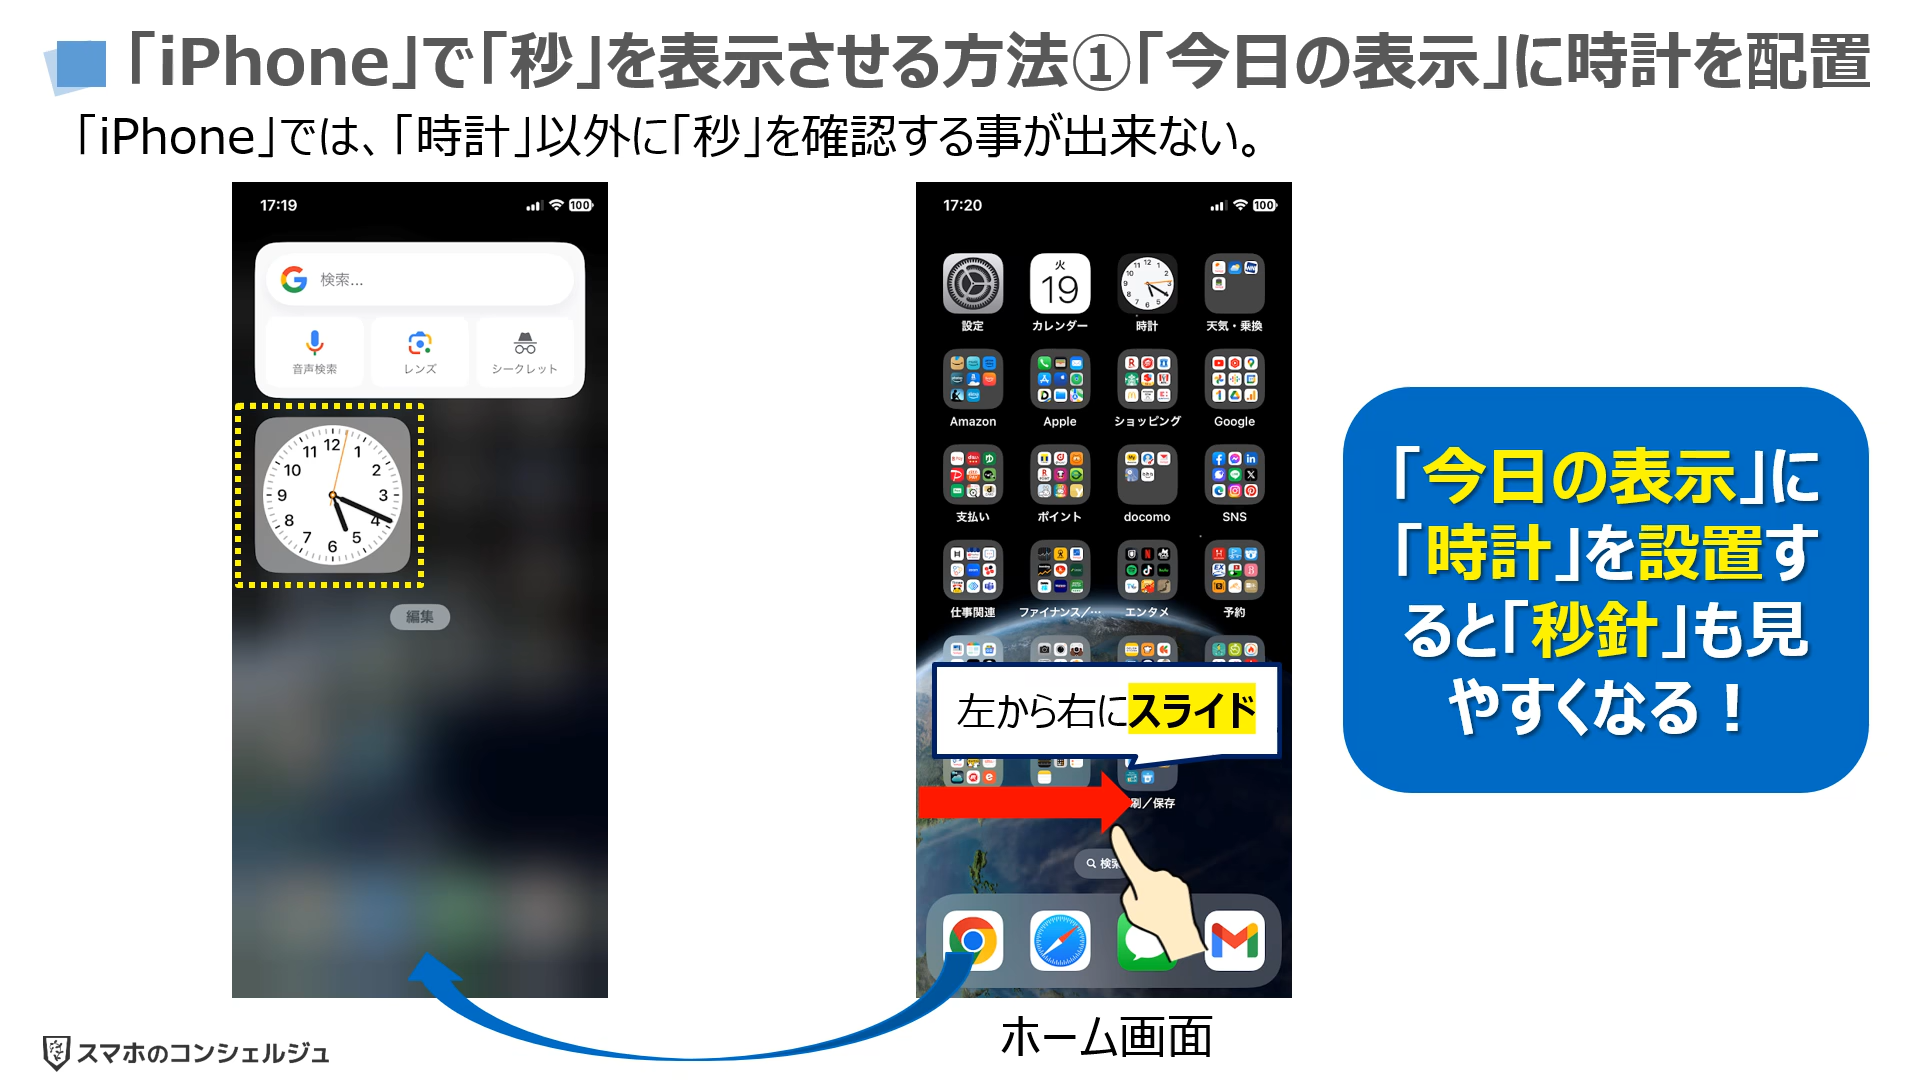 「iPhone」で「秒」を表示させる方法①「今日の表示」に時計を配置
「iPhone」では、「時計」以外に「秒」を確認する事が出来ない。
17:19
100
検索...
音声検索
レンズ
シークレット
12
1
2
3
4
5
6
7
8
9
10
11
編集
17:20
100
火
19
設定
カレンダー
時計
天気・乗換
Amazon
Apple
ショッピング
Google
支払い
ポイント
docomo
SNS
仕事関連
ファイナンス／…
エンタメ
予約
左から右にスライド
刷／保存
検索
ホーム画面
「今日の表示」に
「時計」を設置す
ると「秒針」も見
やすくなる！
スマホのコンシェルジュ